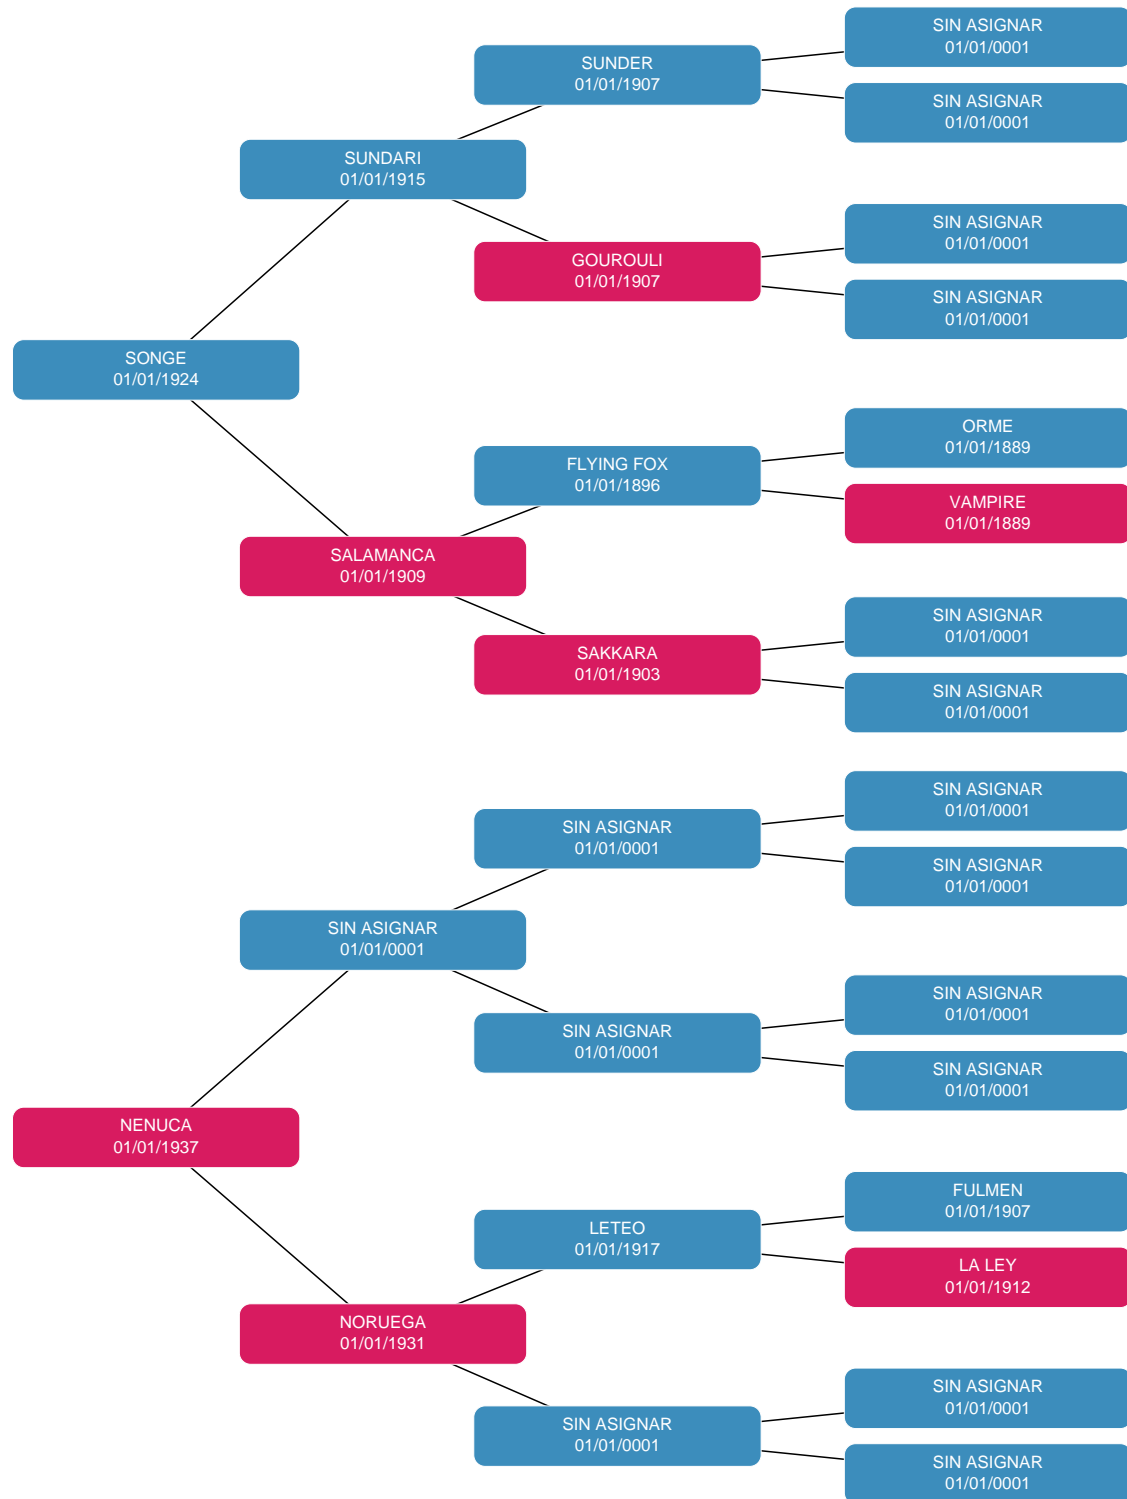 SIN ASIGNAR
01/01/0001
SUNDER
01/01/1907
SIN ASIGNAR
01/01/0001
SUNDARI
01/01/1915
SIN ASIGNAR
01/01/0001
GOUROULI
01/01/1907
SIN ASIGNAR
01/01/0001
SONGE
01/01/1924
ORME
01/01/1889
FLYING FOX
01/01/1896
VAMPIRE
01/01/1889
SALAMANCA
01/01/1909
SIN ASIGNAR
01/01/0001
SAKKARA
01/01/1903
SIN ASIGNAR
01/01/0001
SIN ASIGNAR
01/01/0001
SIN ASIGNAR
01/01/0001
SIN ASIGNAR
01/01/0001
SIN ASIGNAR
01/01/0001
SIN ASIGNAR
01/01/0001
SIN ASIGNAR
01/01/0001
SIN ASIGNAR
01/01/0001
NENUCA
01/01/1937
FULMEN
01/01/1907
LETEO
01/01/1917
LA LEY
01/01/1912
NORUEGA
01/01/1931
SIN ASIGNAR
01/01/0001
SIN ASIGNAR
01/01/0001
SIN ASIGNAR
01/01/0001